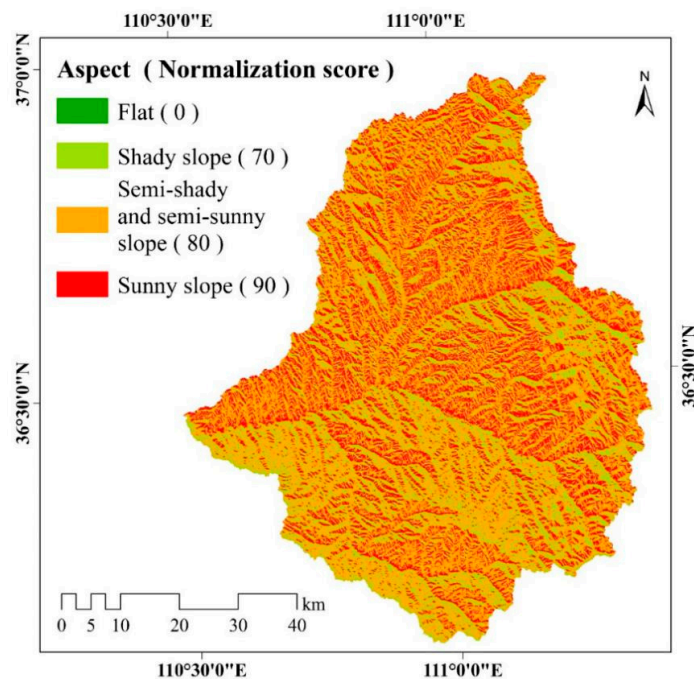 110°30'0"E 111°0'0"E
37°0'0"N
Aspect ( Normalization score )
N
Flat ( 0 )
Shady slope ( 70 )
Semi-shady
and semi-sunny
slope ( 80 )
Sunny slope ( 90 )
36°30'0"N
36°30'0"N
km
0 5 10 20 30 40
110°30'0"E 111°0'0"E